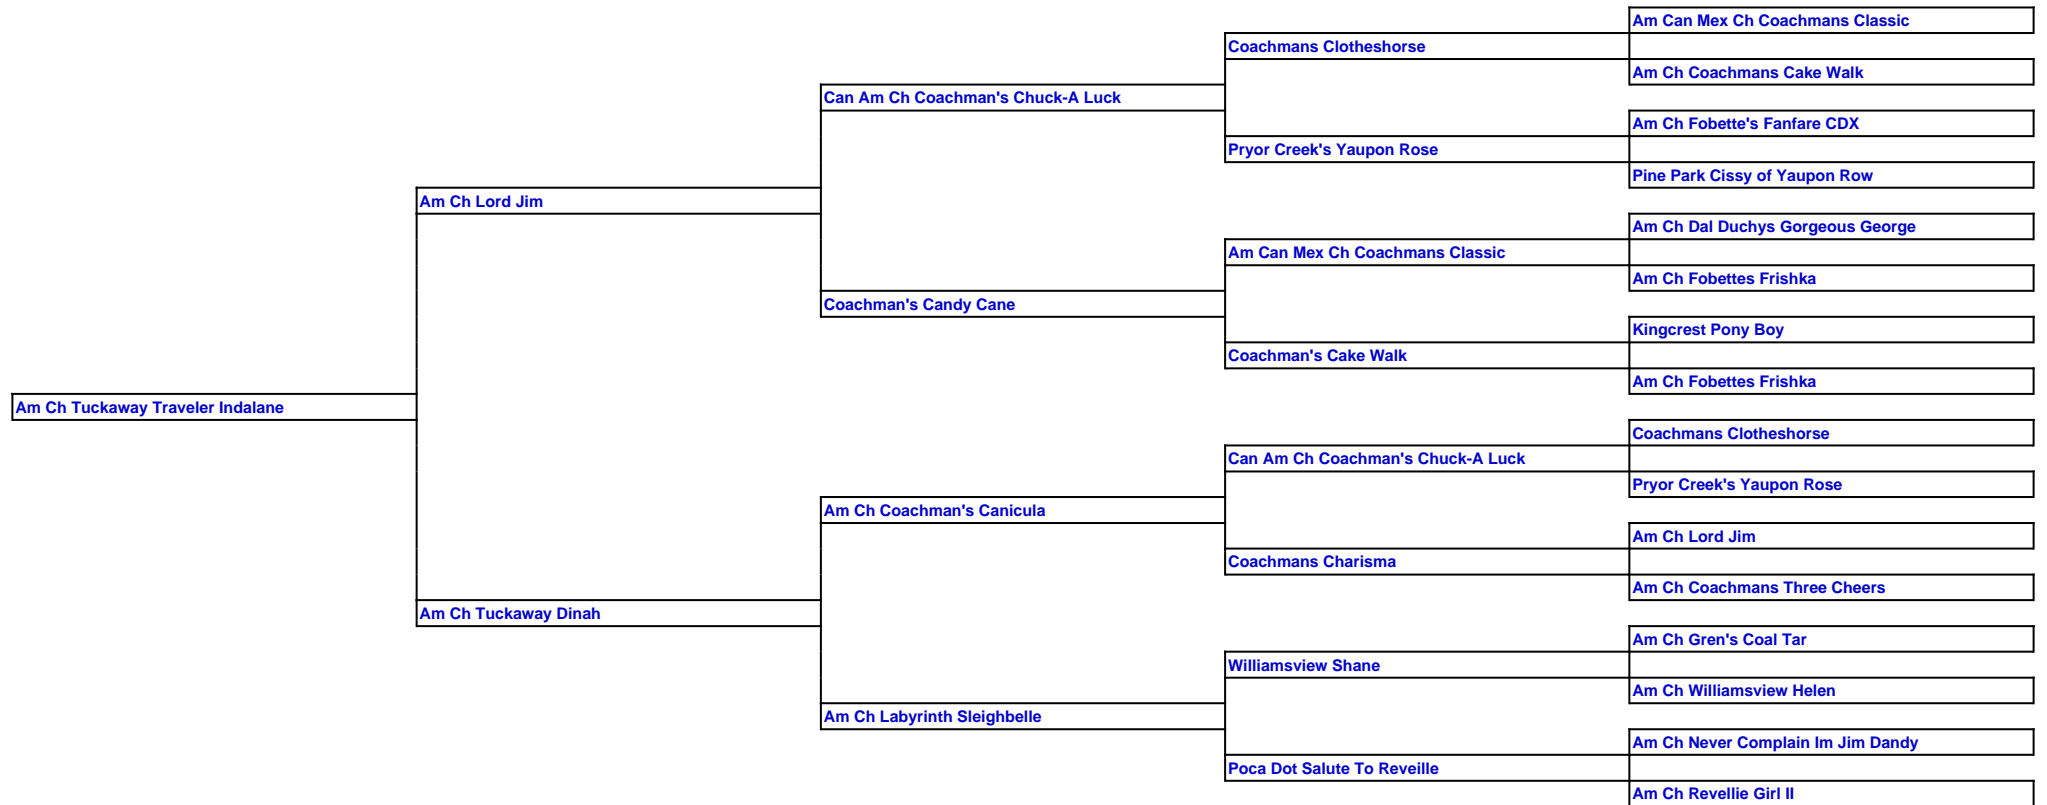 Am Can Mex Ch Coachmans Classic
Coachmans Clotheshorse
Am Ch Coachmans Cake Walk
Can Am Ch Coachman's Chuck-A Luck
Am Ch Fobette's Fanfare CDX
Pryor Creek's Yaupon Rose
Pine Park Cissy of Yaupon Row
Am Ch Lord Jim
Am Ch Dal Duchys Gorgeous George
Am Can Mex Ch Coachmans Classic
Am Ch Fobettes Frishka
Coachman's Candy Cane
Kingcrest Pony Boy
Coachman's Cake Walk
Am Ch Fobettes Frishka
Am Ch Tuckaway Traveler Indalane
Coachmans Clotheshorse
Can Am Ch Coachman's Chuck-A Luck
Pryor Creek's Yaupon Rose
Am Ch Coachman's Canicula
Am Ch Lord Jim
Coachmans Charisma
Am Ch Coachmans Three Cheers
Am Ch Tuckaway Dinah
Am Ch Gren's Coal Tar
Williamsview Shane
Am Ch Williamsview Helen
Am Ch Labyrinth Sleighbelle
Am Ch Never Complain Im Jim Dandy
Poca Dot Salute To Reveille
Am Ch Revellie Girl II